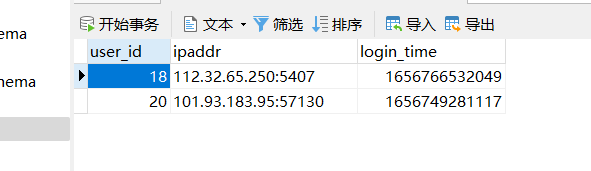 开始事务 文本 筛选 排序 导入 导出
ema
user_id ipaddr login_time
18 112.32.65.250:5407 1656766532049
hema
20 101.93.183.95:57130 1656749281117